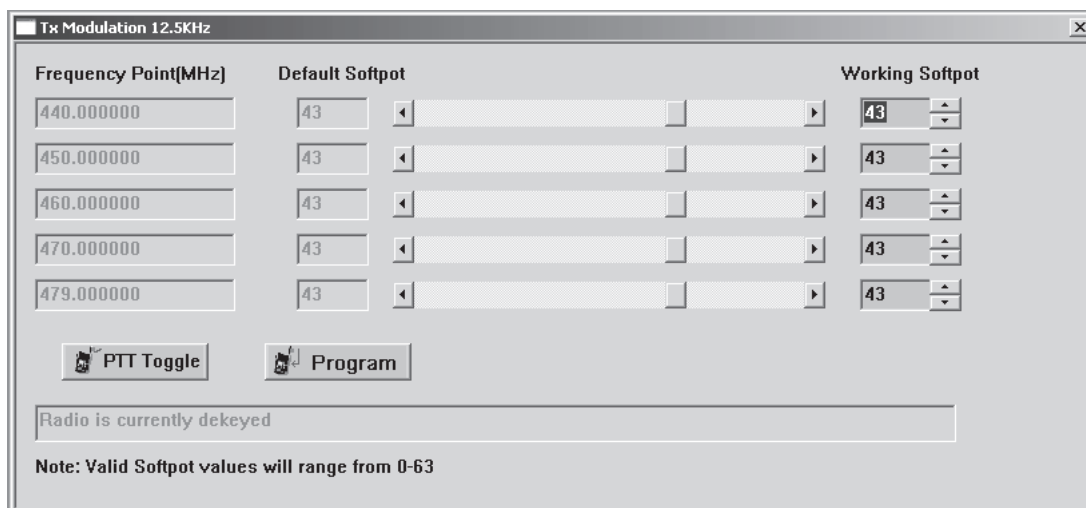 Tx Modulation 12.5KHz
Frequency Point(MHz) Default Softpot Working Softpot
440.000000 43 43
450.000000 43 43
460.000000 43 43
470.000000 43 43
479.000000 43 43
PTT Toggle Program
Radio is currently dekeyed
Note: Valid Softpot values will range from 0-63